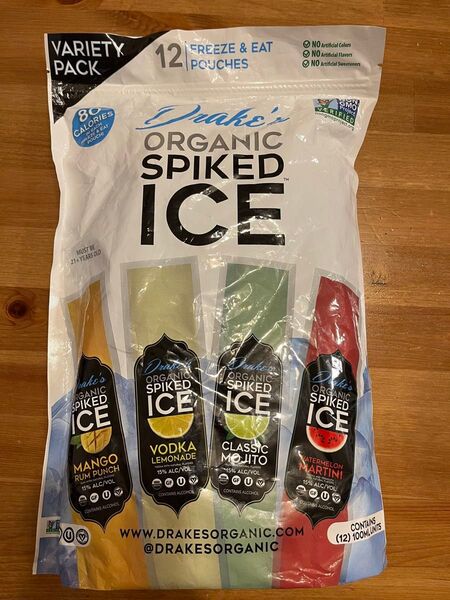 VARIETY
PACK
12 FREEZE & EAT
POUCHES
NO Artificial Colors
NO Artificial Flavors
NO Artificial Sweeteners
80
CALORIES
VERIFIED
Drake's
ORGANIC
SPIKED
ICE™
MUST BE
21+ YEARS OLD
Drake's
ORGANIC
SPIKED
ICE
MANGO
RUM PUNCH
15% ALC/VOL
CONTAINS ALCOHOL
Drake's
ORGANIC
SPIKED
ICE
VODKA
LEMONADE
15% ALC/VOL
CONTAINS ALCOHOL
Drake's
ORGANIC
SPIKED
ICE
CLASSIC
MOJITO
15% ALC/VOL
CONTAINS ALCOHOL
Drake's
ORGANIC
SPIKED
ICE
WATERMELON
MARTINI
15% ALC/VOL
CONTAINS ALCOHOL
WWW.DRAKESORGANIC.COM
@DRAKESORGANIC
CONTAINS
(12) 100ML UNITS